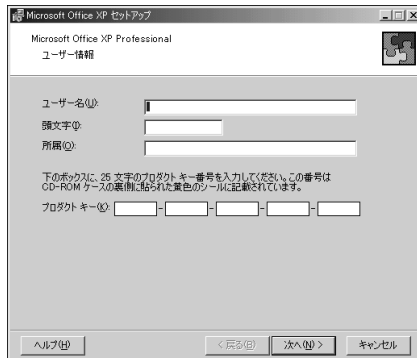 Microsoft Office XP セットアップ
Microsoft Office XP Professional
ユーザー情報
ユーザー名(U):
頭文字(I):
所属(O):
下のボックスに、25 文字のプロダクト キー番号を入力してください。この番号は
CD-ROM ケースの裏側に貼られた黄色のシールに記載されています。
プロダクト キー(K):
- - - -
ヘルプ(H)
< 戻る(B)
次へ(N) >
キャンセル